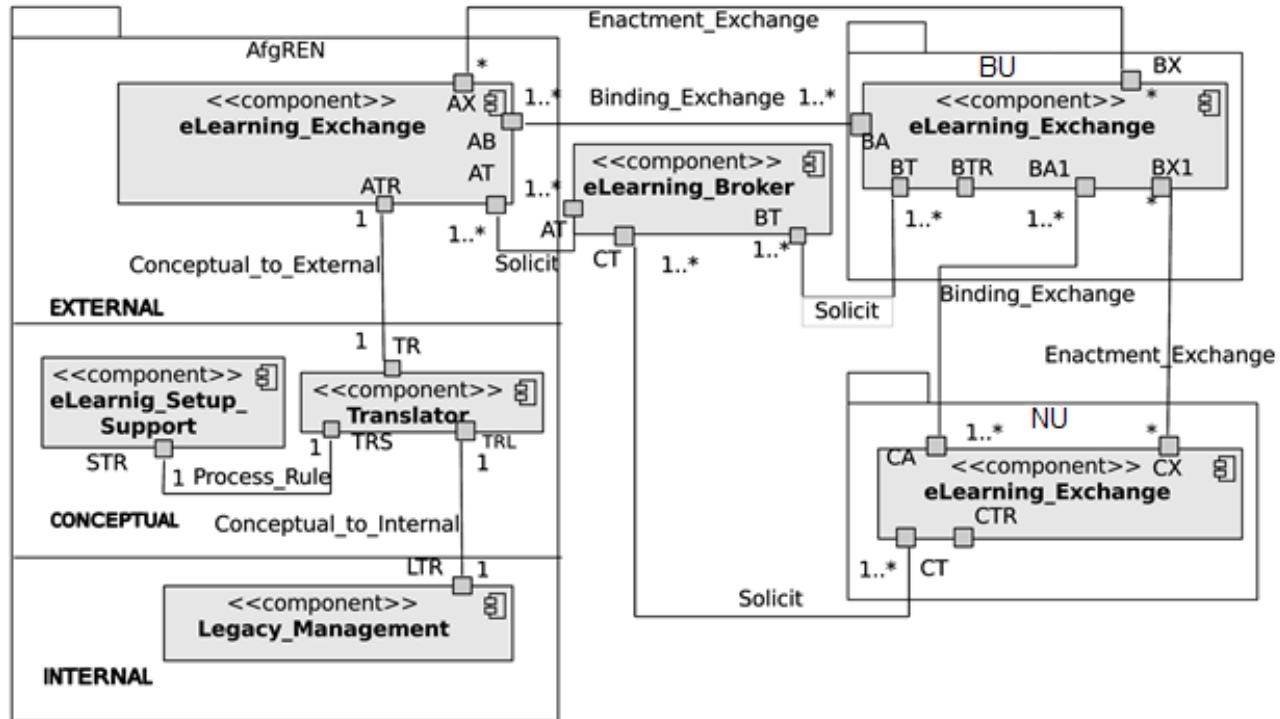 Enactment_Exchange
AfgREN
*
<<component>>
AX
eLearning_Exchange
AB
AT
ATR
1
1..*
1..*
Binding_Exchange
1..*
1..*
<<component>>
eLearning_Broker
AT
CT
BT
1..*
1..*
BU
BX
*
<<component>>
eLearning_Exchange
BA
BT
BTR
BA1
BX1
1..*
1..*
*
Conceptual_to_External
Solicit
Solicit
Binding_Exchange
EXTERNAL
Enactment_Exchange
1
TR
<<component>>
eLearnig_Setup_
Support
STR
1
Process_Rule
<<component>>
Translator
TRS
1
TRL
1
CONCEPTUAL
Conceptual_to_Internal
NU
1..*
*
CA
<<component>>
CX
eLearning_Exchange
CTR
1..*
CT
Solicit
LTR
1
<<component>>
Legacy_Management
INTERNAL